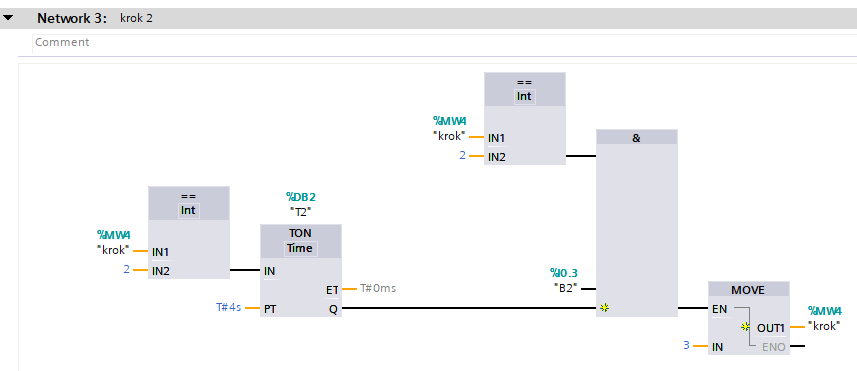 Network 3: krok 2
Comment
==
Int
%MW4
"krok"
IN1
2
IN2
&
==
Int
%MW4
"krok"
IN1
2
IN2
%DB2
"T2"
TON
Time
IN
ET
T#0ms
T#4s
PT
Q
%I0.3
"B2"
MOVE
EN
%MW4
OUT1
"krok"
3
IN
ENO